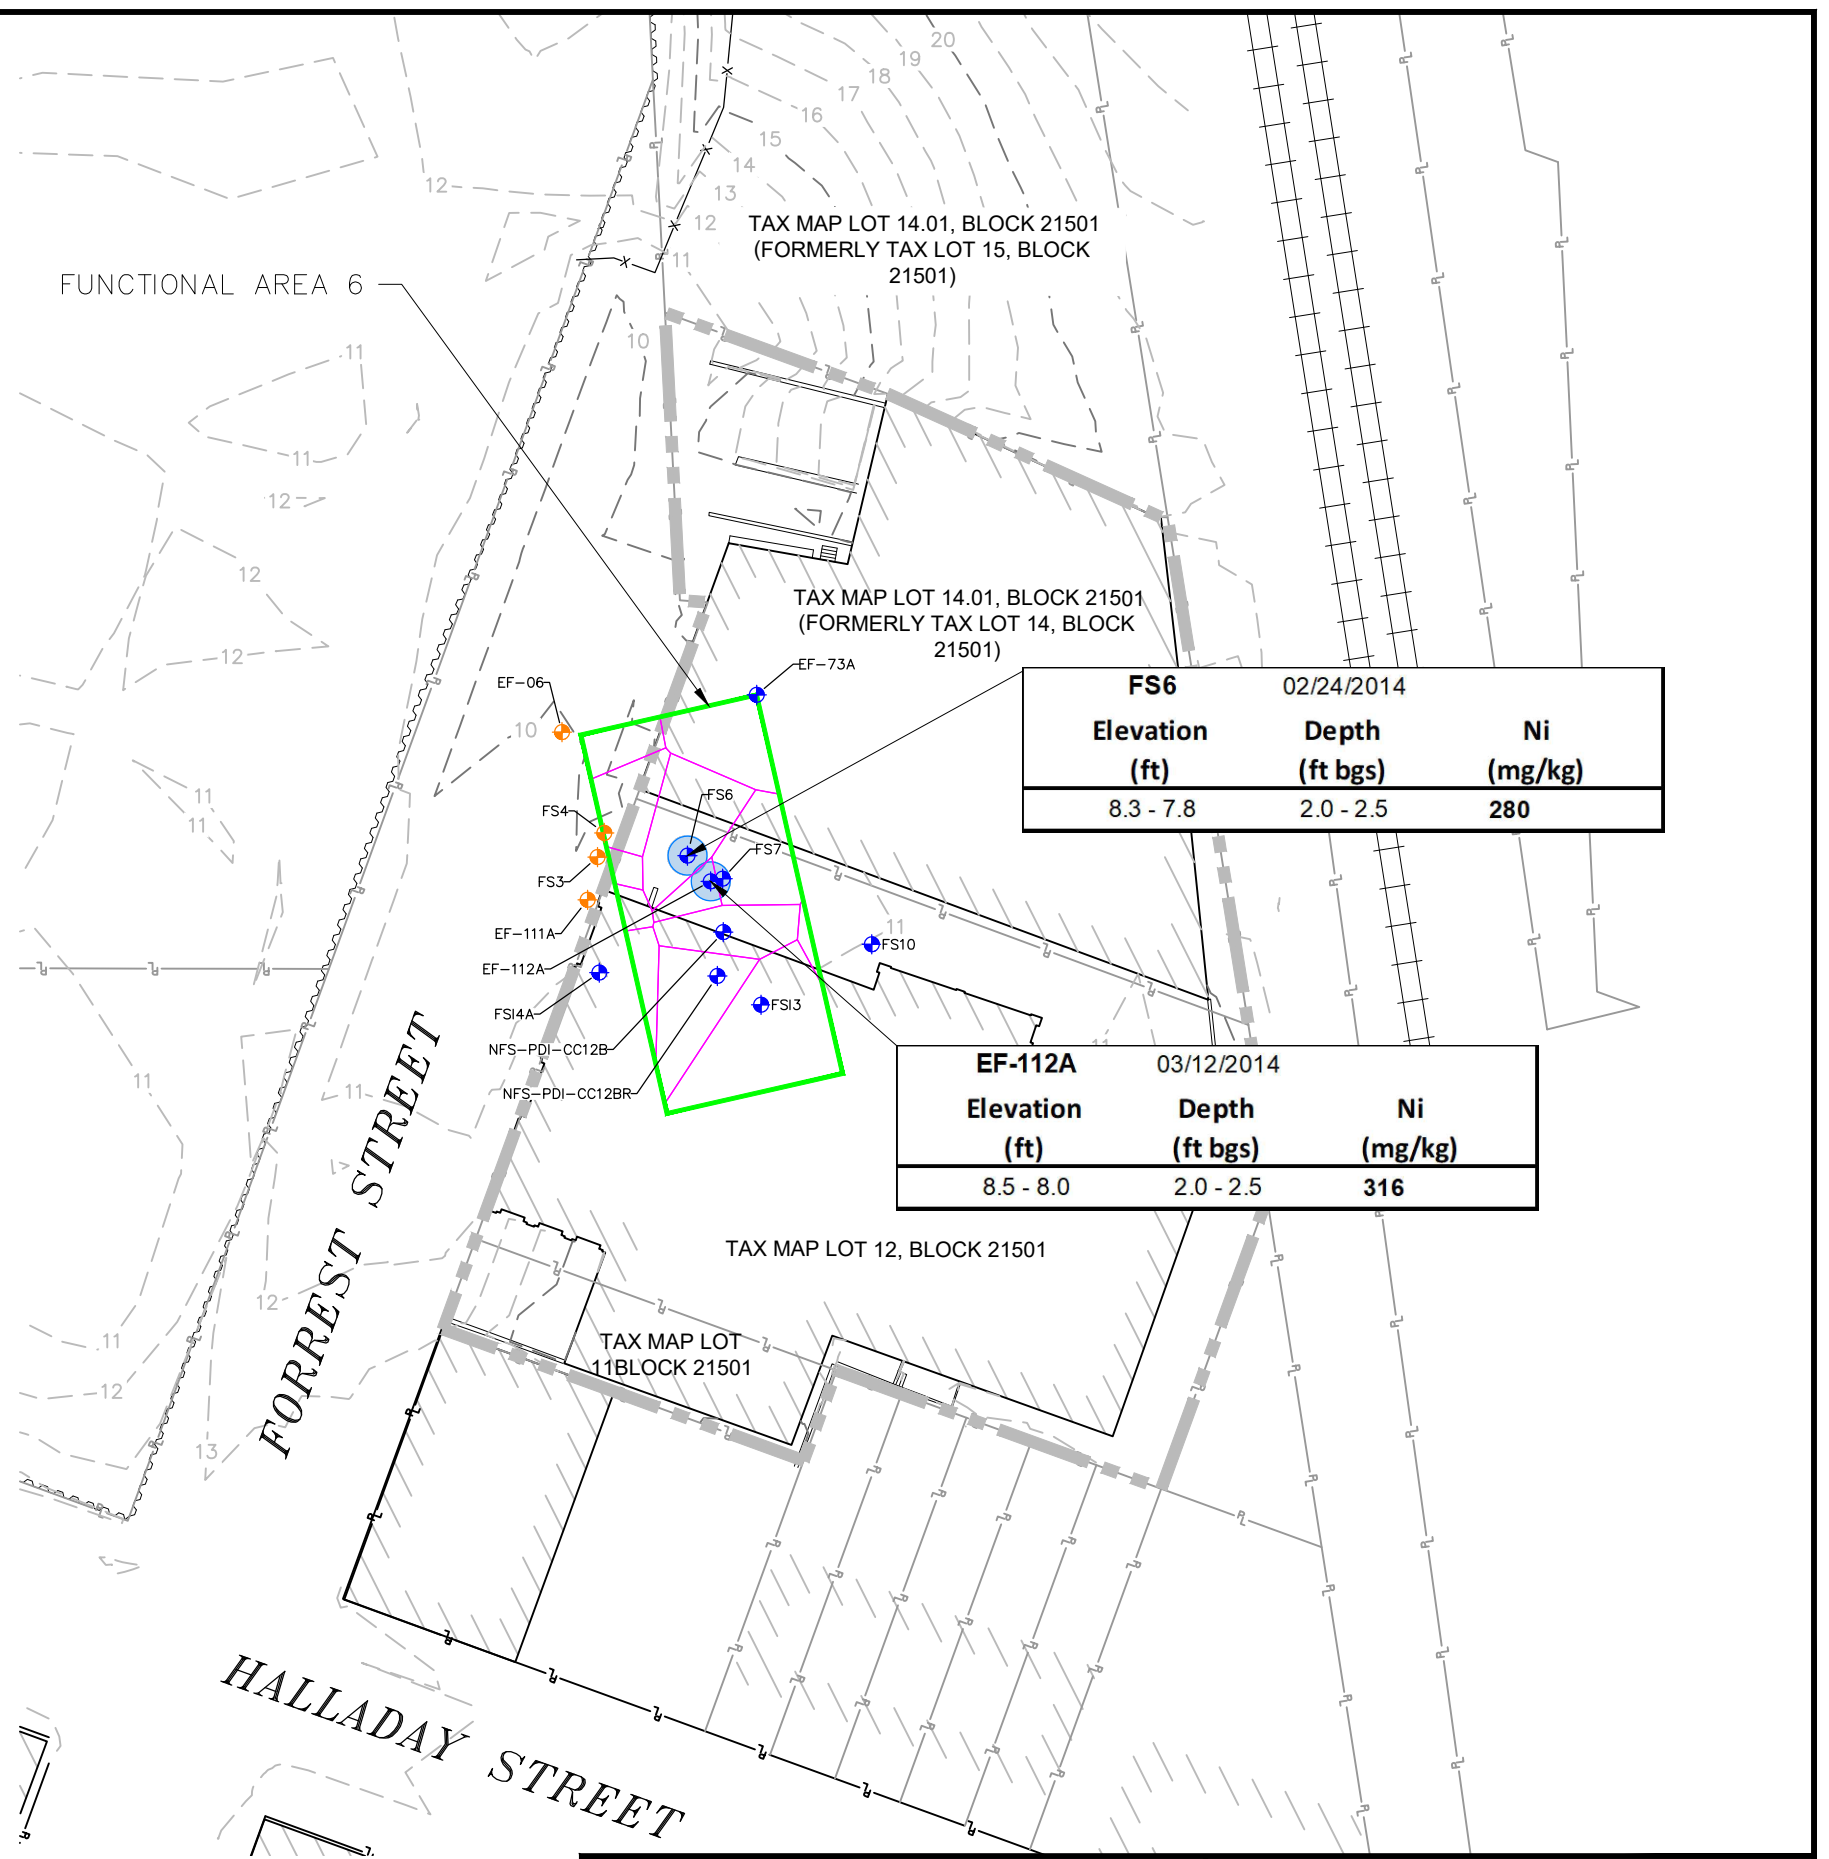 20
19
18
17
16
15
14
13
12
12
11
TAX MAP LOT 14.01, BLOCK 21501
(FORMERLY TAX LOT 15, BLOCK
21501)
FUNCTIONAL AREA 6
10
11
11
12
12
12
TAX MAP LOT 14.01, BLOCK 21501
(FORMERLY TAX LOT 14, BLOCK
21501)
EF-73A
EF-06
10
FS6 02/24/2014
Elevation Depth Ni
(ft) (ft bgs) (mg/kg)
8.3 - 7.8 2.0 - 2.5 280
11
11
FS6
FS4
FS7
FS3
EF-111A
11
FS10
EF-112A
FS14A
FS13
NFS-PDI-CC12B
NFS-PDI-CC12BR
11
EF-112A 03/12/2014
Elevation Depth Ni
(ft) (ft bgs) (mg/kg)
8.5 - 8.0 2.0 - 2.5 316
11
11
FORREST STREET
TAX MAP LOT 12, BLOCK 21501
12
11
12
13
TAX MAP LOT
11BLOCK 21501
HALLADAY STREET